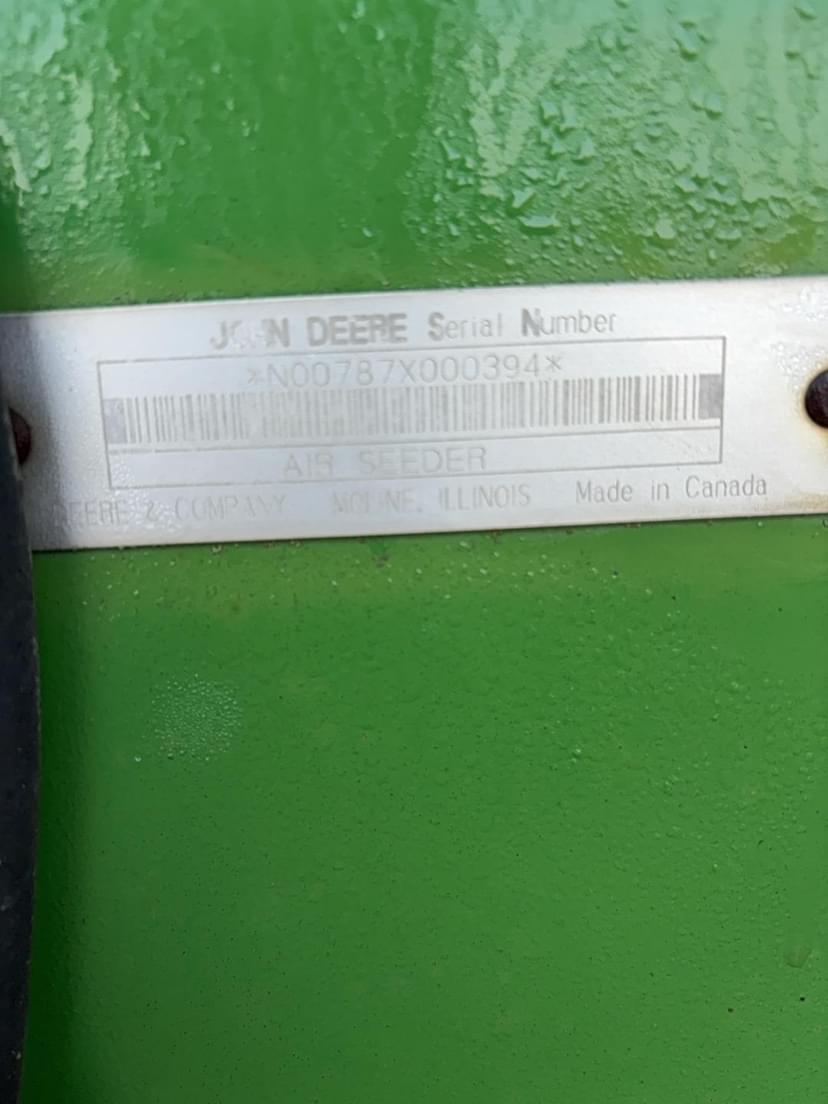 JOHN DEERE Serial Number
*N00787X000394*
AIR SEEDER
DEERE & COMPANY MOLINE, ILLINOIS Made in Canada